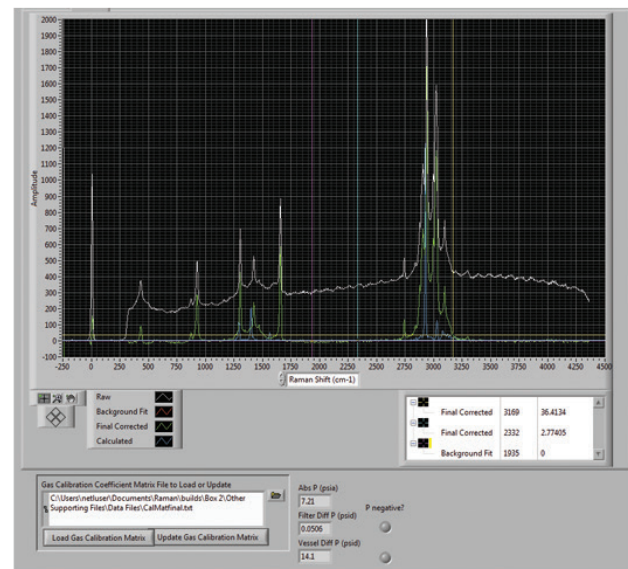 2000
1900
1800
1700
1600
1500
1400
1300
1200
1100
1000
900
800
700
600
500
400
300
200
100
0
-100
Amplitude
-250 0 250 500 750 1000 1250 1500 1750 2000 2250 2500 2750 3000 3250 3500 3750 4000 4250 4500
Raman Shift (cm-1)
Raw
Background Fit
Final Corrected
Calculated
Final Corrected 3169 36.4134
Final Corrected 2332 2.77405
Background Fit 1935 0
Gas Calibration Coefficient Matrix File to Load or Update
C:\Users\netluser\Documents\Raman\builds\Box 2\Other
Supporting Files\Data Files\CalMatfinal.txt
Load Gas Calibration Matrix Update Gas Calibration Matrix
Abs P (psia)
7.21
Filter Diff P (psid) P negative?
0.0506
Vessel Diff P (psid)
14.1